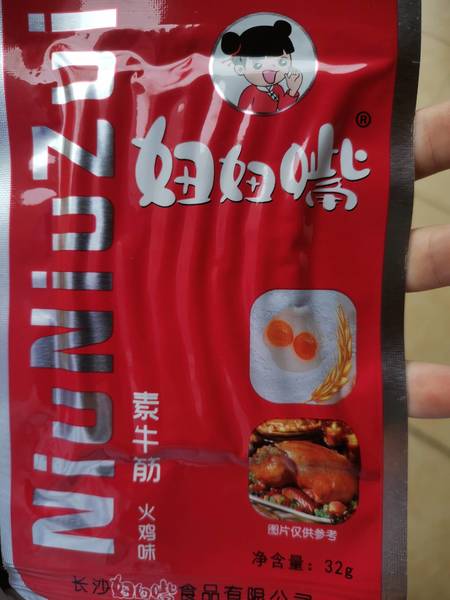 NiuNiuZui
妞妞嘴®
素牛筋
火鸡味
图片仅供参考
净含量：32g
长沙妞妞嘴食品有限公司